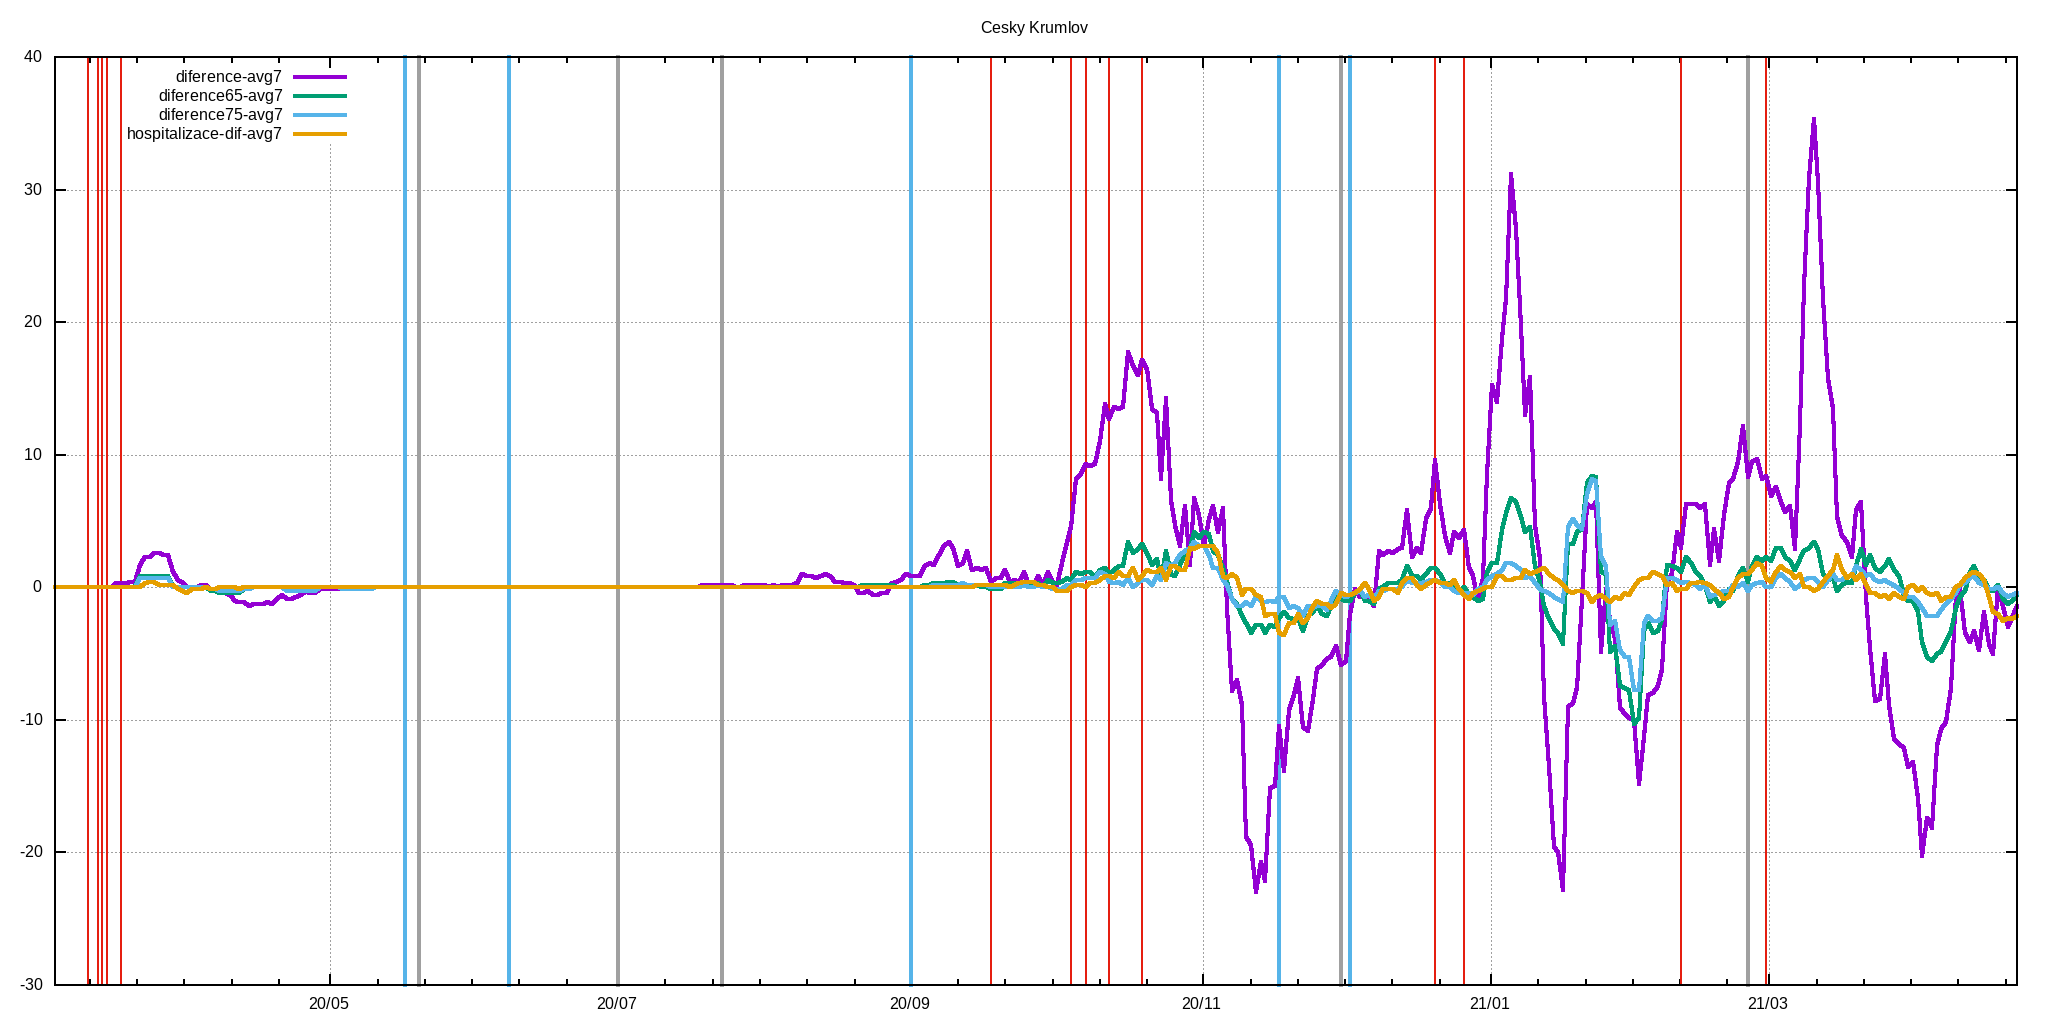 Cesky Krumlov
diference-avg7
diference65-avg7
diference75-avg7
hospitalizace-dif-avg7
40
30
20
10
0
-10
-20
-30
20/05 20/07 20/09 20/11 21/01 21/03